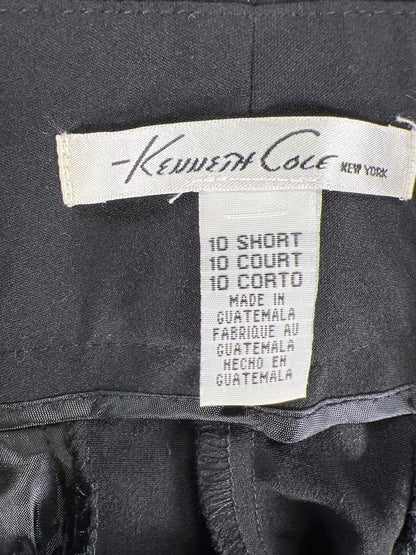 KENNETH COLE NEW YORK
10 SHORT
10 COURT
10 CORTO
MADE IN
GUATEMALA
FABRIQUE AU
GUATEMALA
HECHO EN
GUATEMALA